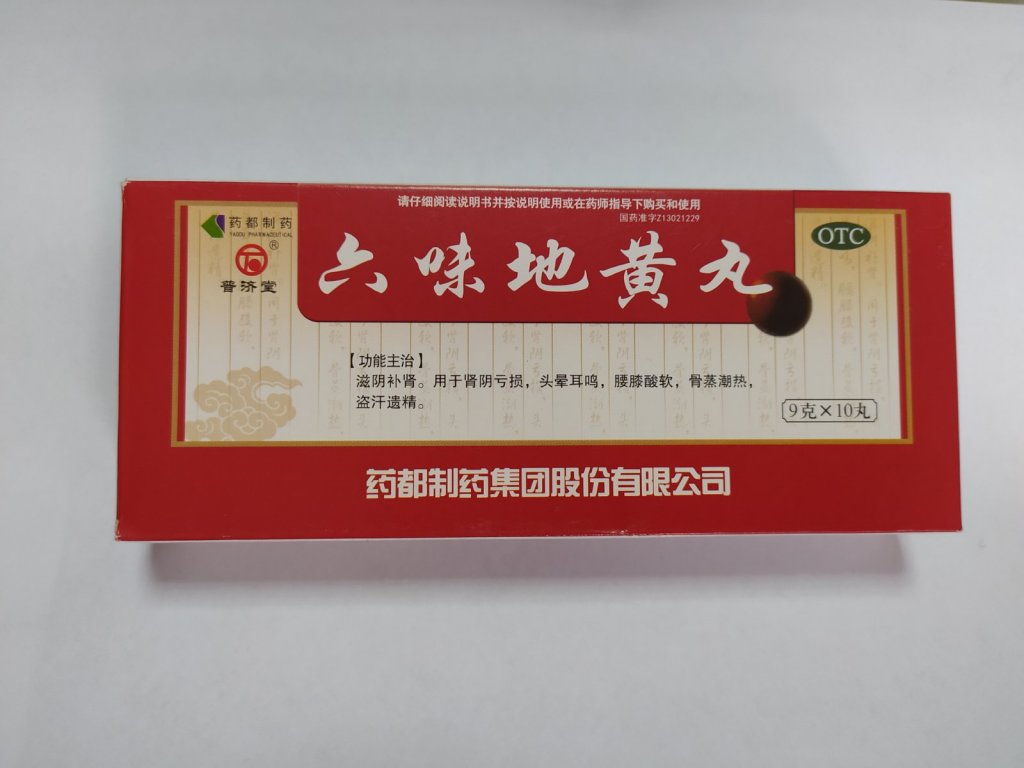 请仔细阅读说明书并按说明使用或在药师指导下购买和使用
国药准字Z13021229
药都制药
YAODU PHARMACEUTICAL
®
普济堂
六味地黄丸
OTC
【功能主治】
滋阴补肾。用于肾阴亏损，头晕耳鸣，腰膝酸软，骨蒸潮热，
盗汗遗精。
9克×10丸
药都制药集团股份有限公司